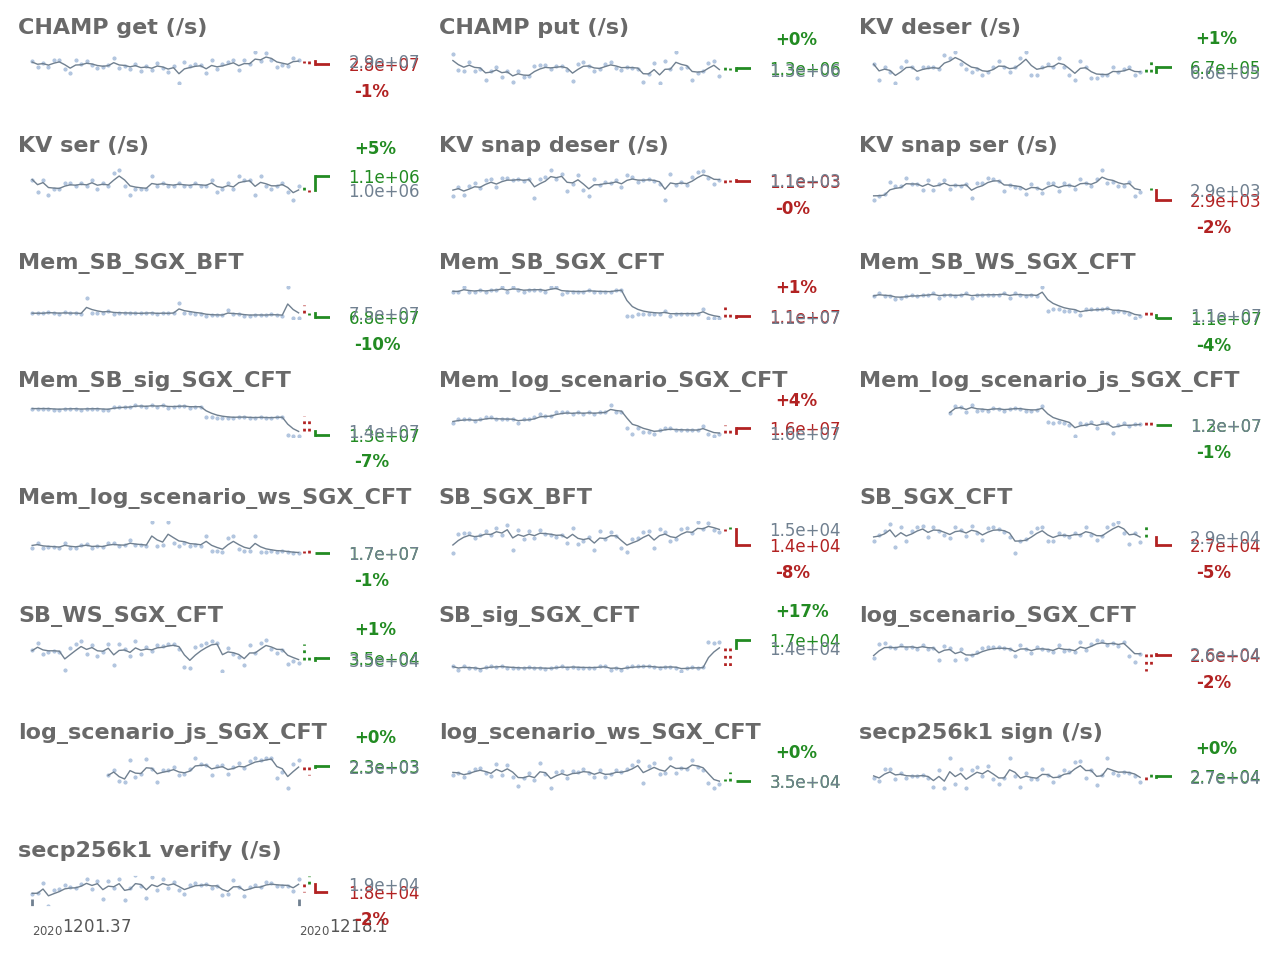 CHAMP get (/s)
2.9e+07
2.8e+07
-1%
CHAMP put (/s)
+0%
1.3e+06
1.3e+06
KV deser (/s)
+1%
6.7e+05
6.6e+05
KV ser (/s)
+5%
1.1e+06
1.0e+06
KV snap deser (/s)
1.1e+03
1.1e+03
-0%
KV snap ser (/s)
2.9e+03
2.9e+03
-2%
Mem_SB_SGX_BFT
7.5e+07
6.8e+07
-10%
Mem_SB_SGX_CFT
+1%
1.1e+07
1.1e+07
Mem_SB_WS_SGX_CFT
1.1e+07
1.1e+07
-4%
Mem_SB_sig_SGX_CFT
1.4e+07
1.3e+07
-7%
Mem_log_scenario_SGX_CFT
+4%
1.6e+07
1.6e+07
Mem_log_scenario_js_SGX_CFT
1.2e+07
-1%
Mem_log_scenario_ws_SGX_CFT
1.7e+07
-1%
SB_SGX_BFT
1.5e+04
1.4e+04
-8%
SB_SGX_CFT
2.9e+04
2.7e+04
-5%
SB_WS_SGX_CFT
+1%
3.5e+04
3.5e+04
SB_sig_SGX_CFT
+17%
1.7e+04
1.4e+04
log_scenario_SGX_CFT
2.6e+04
2.6e+04
-2%
log_scenario_js_SGX_CFT
+0%
2.3e+03
2.3e+03
log_scenario_ws_SGX_CFT
+0%
3.5e+04
secp256k1 sign (/s)
+0%
2.7e+04
2.7e+04
secp256k1 verify (/s)
1.9e+04
1.8e+04
-2%
2020 1201.37
2020 1218.1